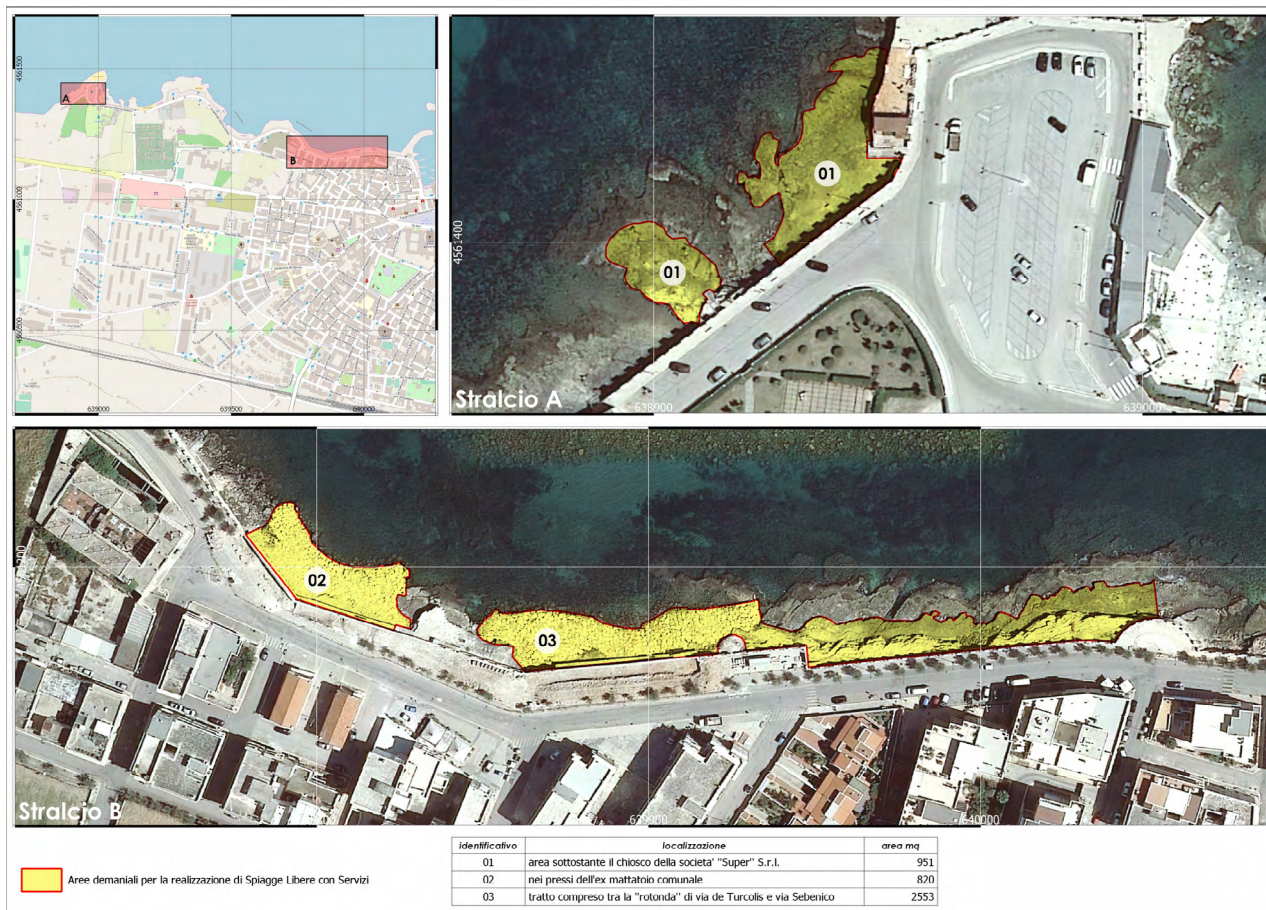 4561500
A
B
4561000
4560500
639000
639500
640000
01
01
4561400
Stralcio A
638900
639000
02
03
Stralcio B
639900
640000
Aree demaniali per la realizzazione di Spiagge Libere con Servizi
identificativo localizzazione area mq
01 area sottostante il chiosco della societa' "Super" S.r.l. 951
02 nei pressi dell'ex mattatoio comunale 820
03 tratto compreso tra la "rotonda" di via de Turcolis e via Sebenico 2553